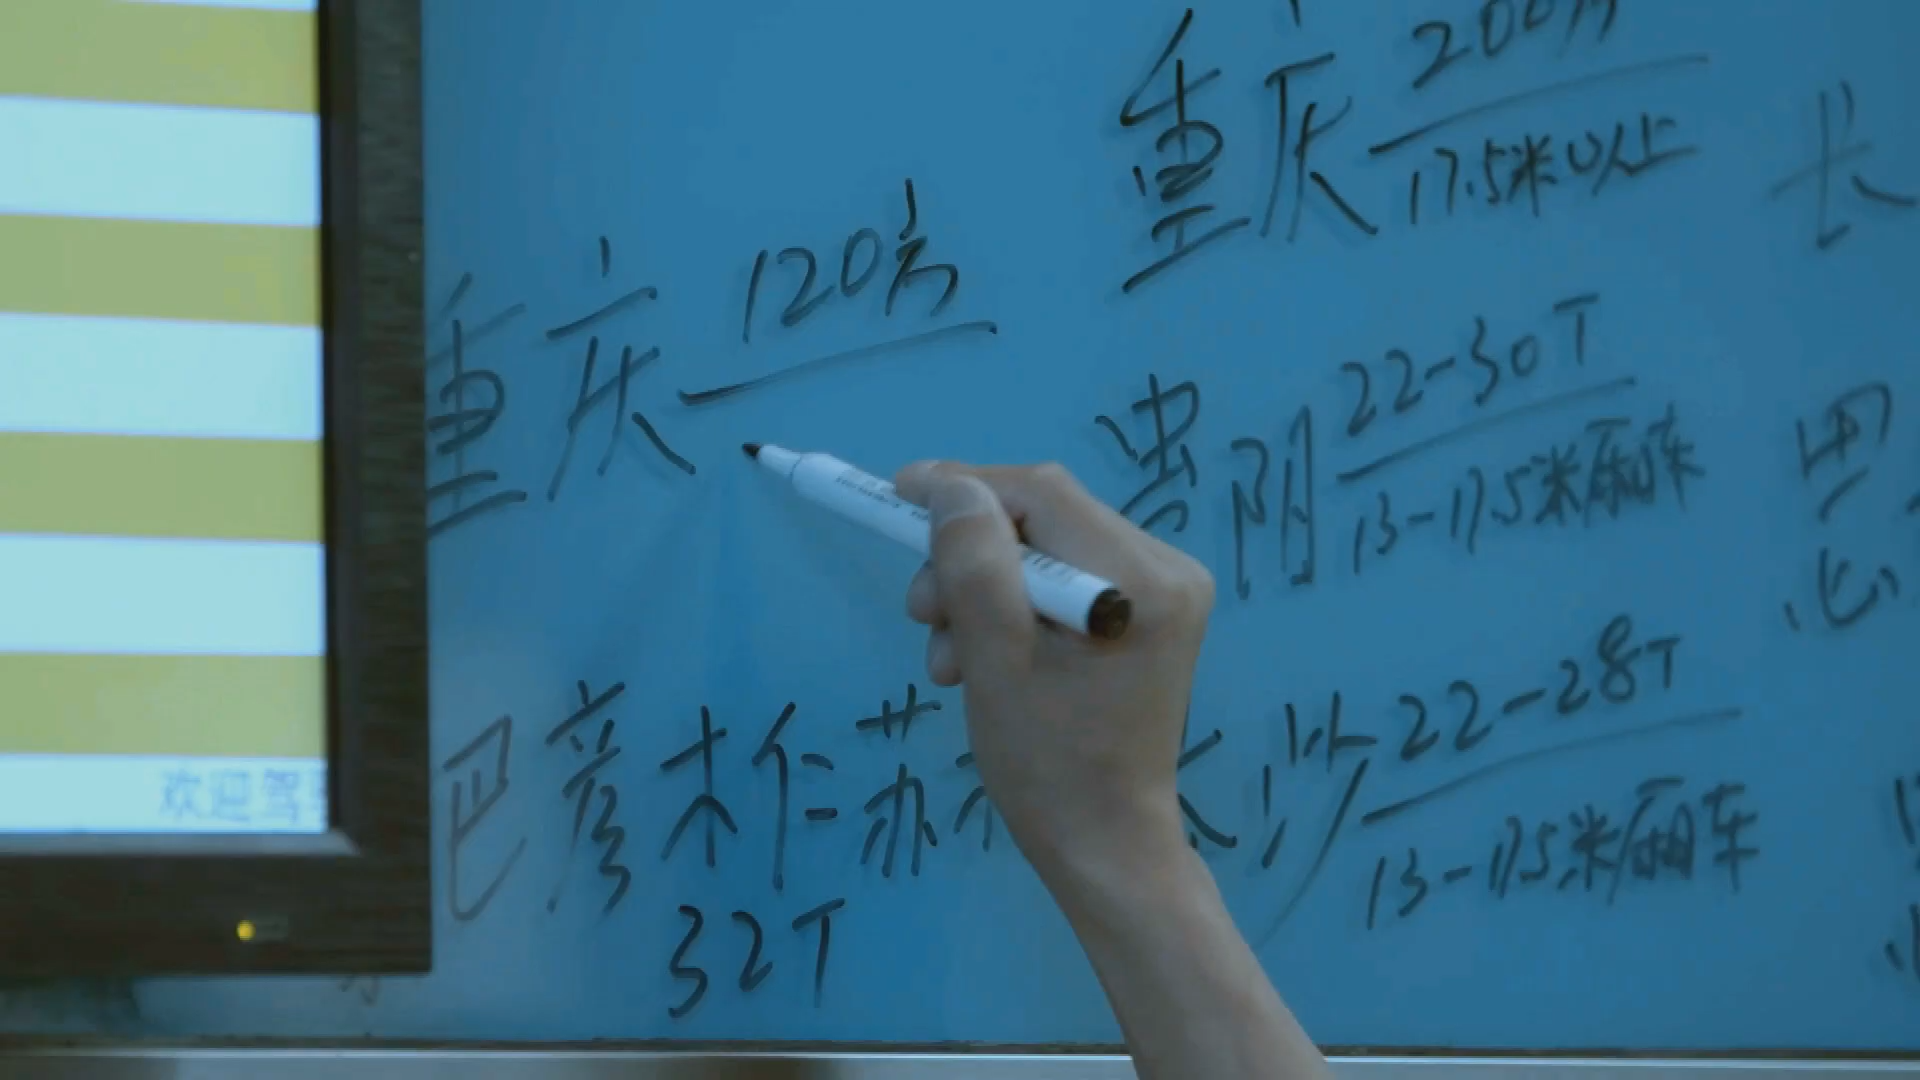 重庆 200方
17.5米以上
长
重庆 120方
贵阳 22-30T
13-17.5米厢车
长沙 22-28T
13-17.5米厢车
巴彦木仁苏木
32T
欢迎驾